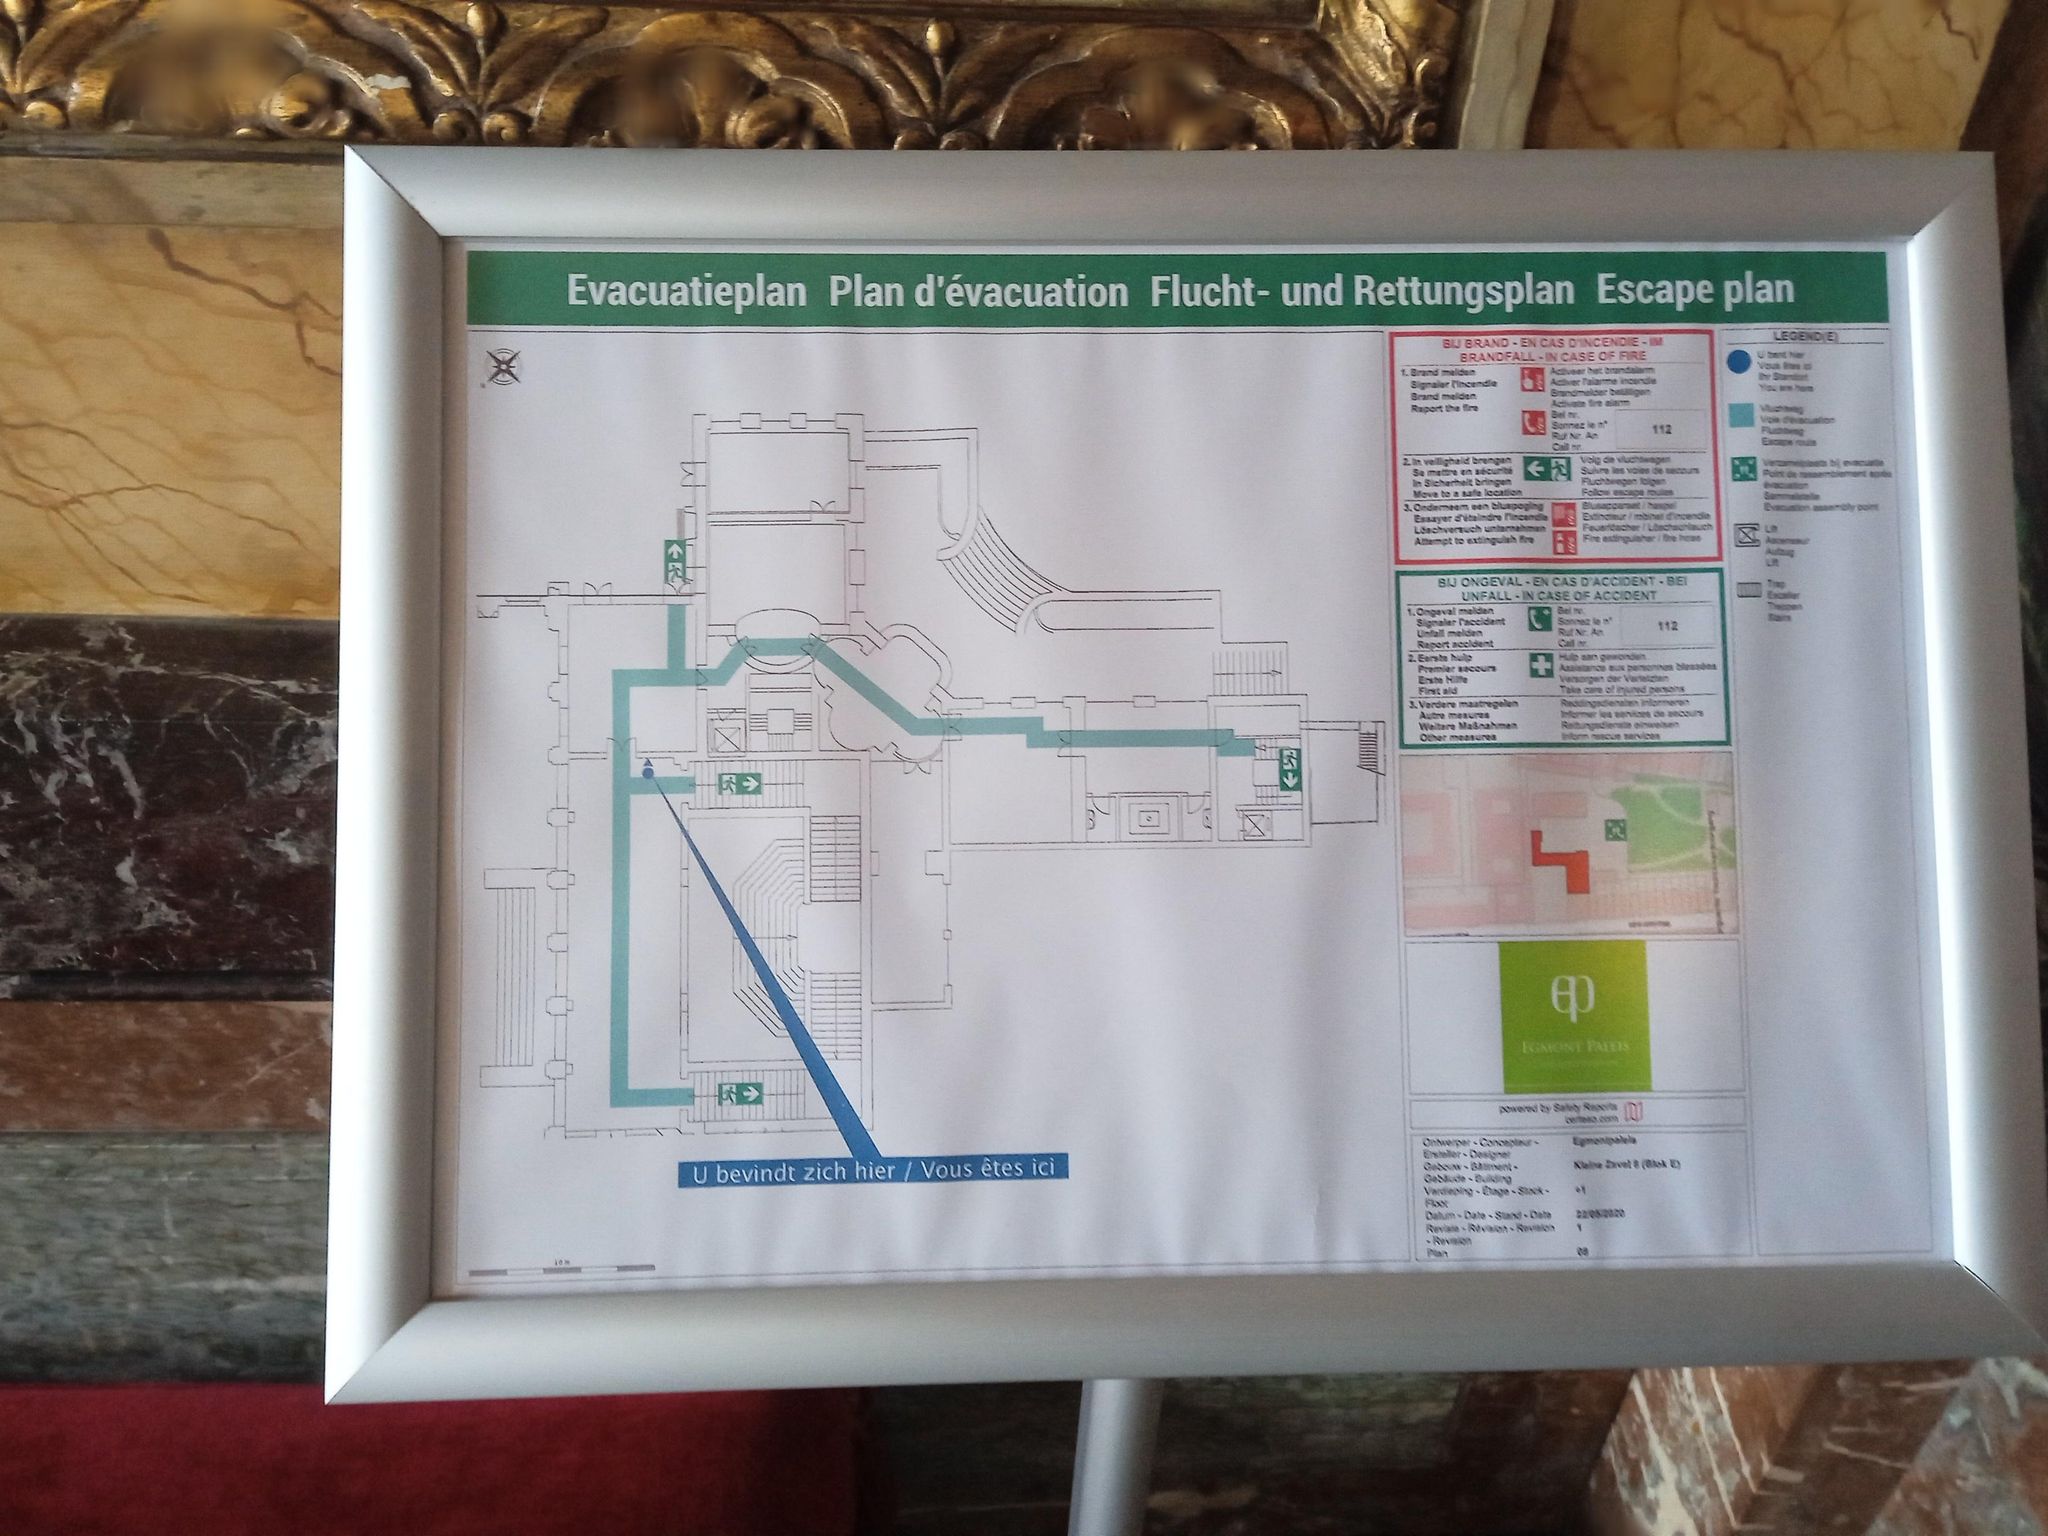 Evacuatieplan Plan d'évacuation Flucht- und Rettungsplan Escape plan
BIJ BRAND - EN CAS D'INCENDIE - IM
BRANDFALL - IN CASE OF FIRE
1. Brand melden
Signaler l'incendie
Brand melden
Report the fire
Activeer het brandalarm
Activer l'alarme incendie
Brandmelder betätigen
Activate fire alarm
Bel nr.
Sonnez le n°
Ruf Nr. An
Call nr.
112
2. In veiligheid brengen
Se mettre en sécurité
In Sicherheit bringen
Move to a safe location
Volg de vluchtwegen
Suivre les voies de secours
Fluchtwegen folgen
Follow escape routes
3. Onderneem een bluspoging
Essayer d'éteindre l'incendie
Löschversuch unternehmen
Attempt to extinguish fire
Blusapparaat / haspel
Extincteur / robinet d'incendie
Feuerlöscher / Löschschlauch
Fire extinguisher / fire hose
BIJ ONGEVAL - EN CAS D'ACCIDENT - BEI
UNFALL - IN CASE OF ACCIDENT
1. Ongeval melden
Signaler l'accident
Unfall melden
Report accident
Bel nr.
Sonnez le n°
Ruf Nr. An
Call nr.
112
2. Eerste hulp
Premier secours
Erste Hilfe
First aid
Hulp aan gewonden
Assistance aux personnes blessées
Versorgen der Verletzten
Take care of injured persons
3. Verdere maatregelen
Autre mesures
Weitere Maßnahmen
Other measures
Reddingsdiensten informeren
Informer les services de secours
Rettungsdienste einweisen
Inform rescue services
LEGEND(E)
U bent hier
Vous êtes ici
Ihr Standort
You are here
Vluchtweg
Voie d'évacuation
Fluchtweg
Escape route
Verzamelplaats bij evacuatie
Point de rassemblement après
évacuation
Sammelstelle
Evacuation assembly point
Lift
Ascenseur
Aufzug
Lift
Trap
Escalier
Treppen
Stairs
ep
EGMONT PALEIS
powered by Safety Reports
certeso.com
Ontwerper - Concepteur -
Ersteller - Designer
Egmontpaleis
Gebouw - Bâtiment -
Gebäude - Building
Kleine Zavel 8 (Blok E)
Verdieping - Étage - Stock -
Floor
+1
Datum - Date - Stand - Date
22/05/2020
Revisie - Révision - Revision
- Revision
1
Plan
08
U bevindt zich hier / Vous êtes ici
10 m